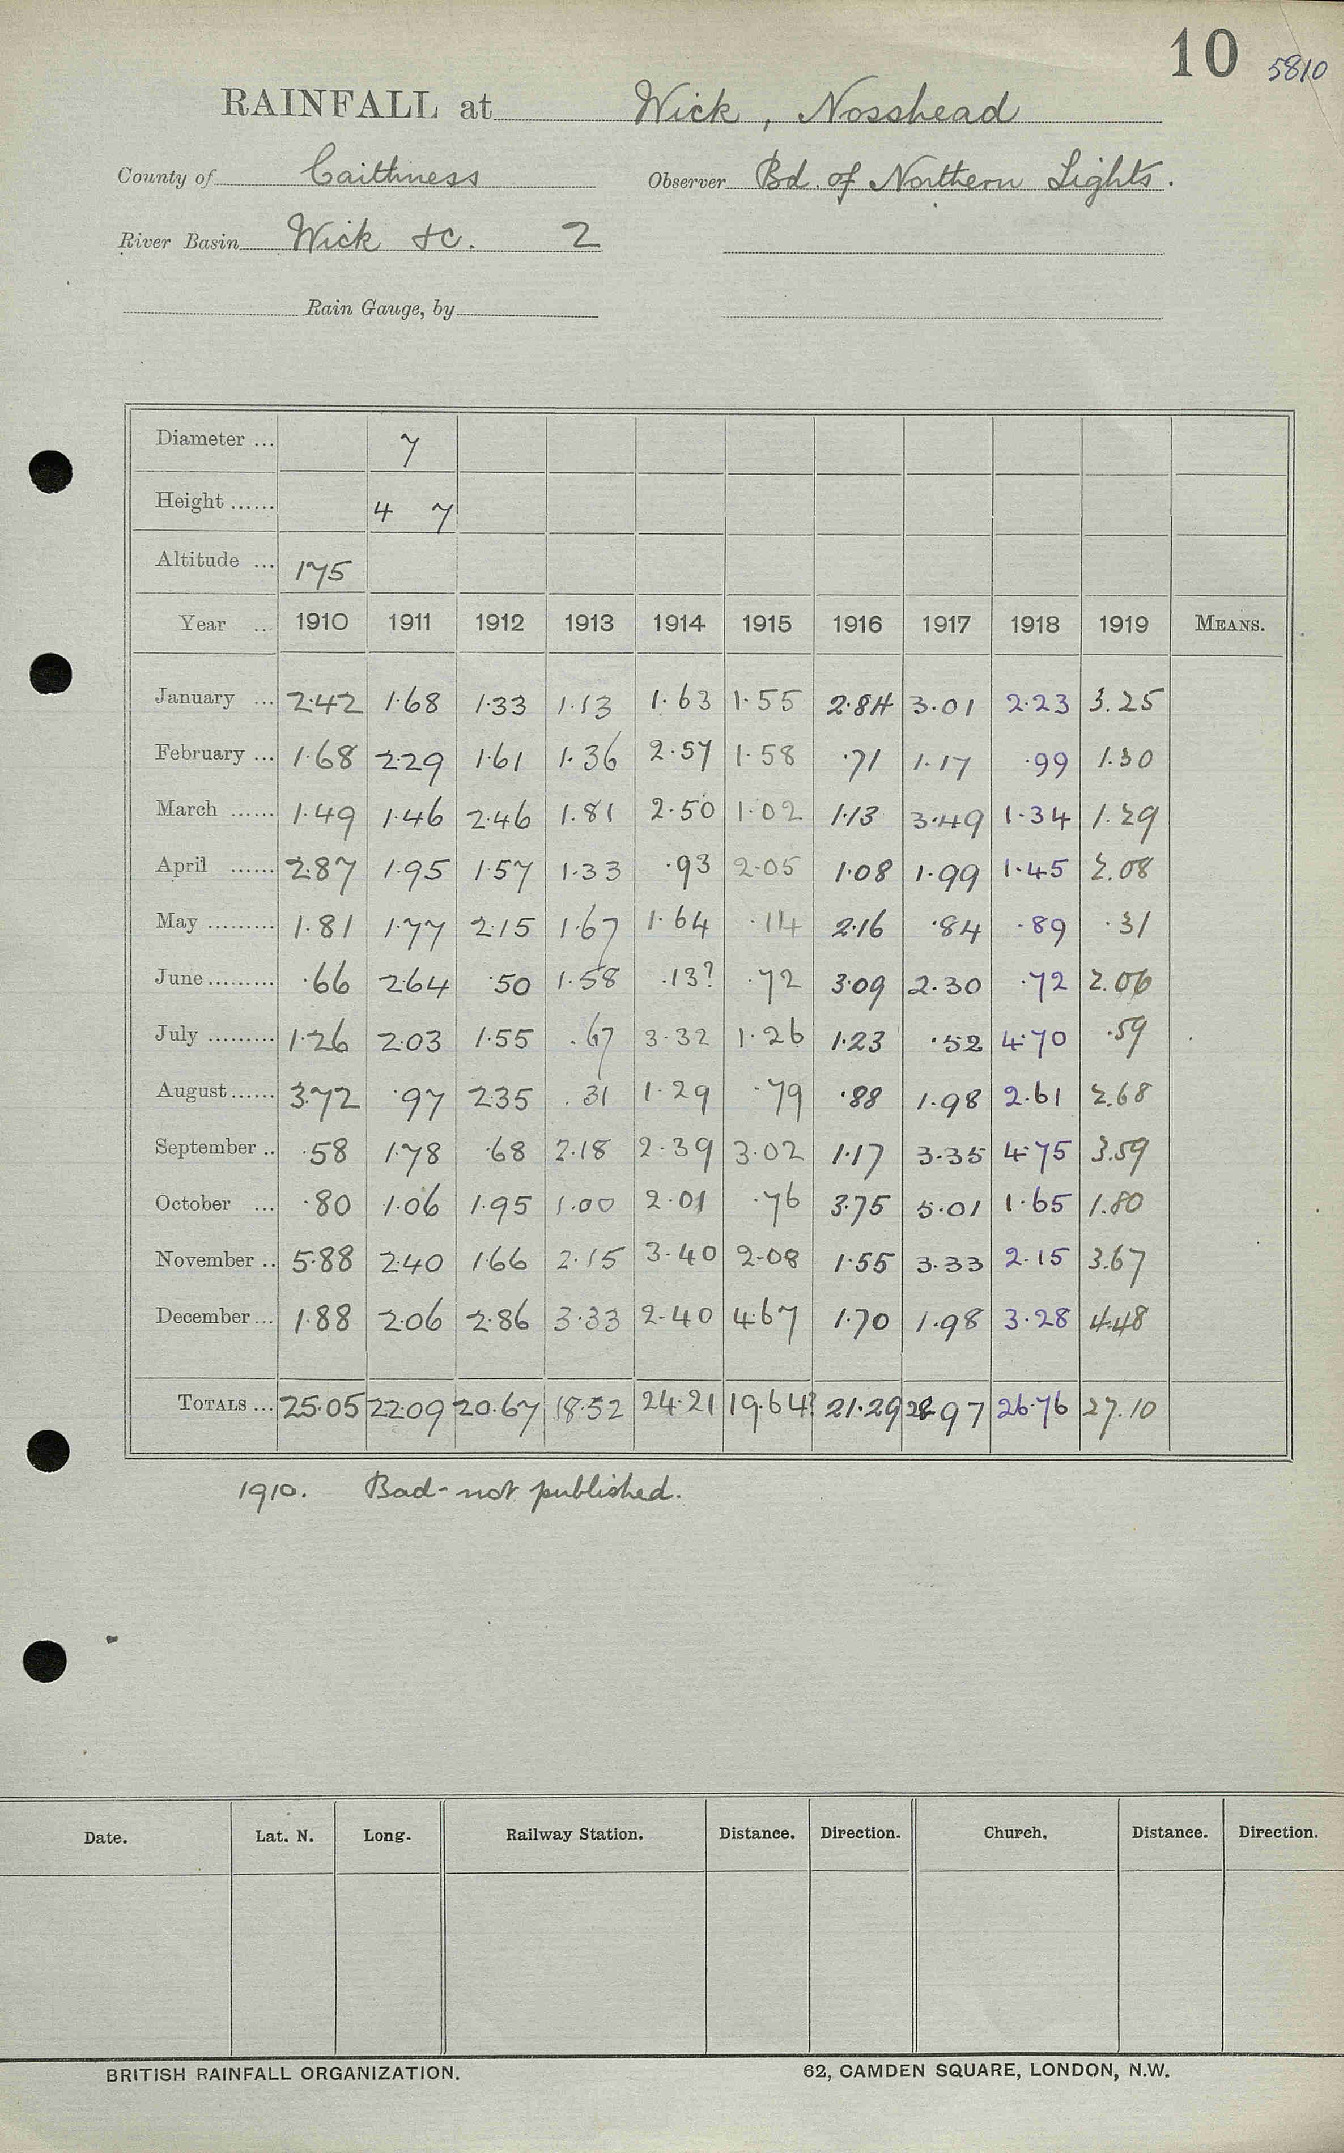 10 5810
RAINFALL at Wick, Nosshead
County of Caithness Observer Bd. of Northern Lights.
River Basin Wick &c. 2
Rain Gauge, by
Diameter ... 7
Height ...... 4 7
Altitude ... 175
Year ... 1910 1911 1912 1913 1914 1915 1916 1917 1918 1919 MEANS.
January ... 2.42 1.68 1.33 1.13 1.63 1.55 2.84 3.01 2.23 3.25
February ... 1.68 2.29 1.61 1.36 2.57 1.58 .71 1.17 .99 1.30
March ...... 1.49 1.46 2.46 1.81 2.50 1.02 1.13 3.49 1.34 1.29
April ...... 2.87 1.95 1.57 1.33 .93 2.05 1.08 1.99 1.45 2.08
May ......... 1.81 1.77 2.15 1.67 1.64 .14 2.16 .84 .89 .31
June ......... .66 2.64 .50 1.58 .13? .72 3.09 2.30 .72 2.06
July ......... 1.26 2.03 1.55 .67 3.32 1.26 1.23 .52 4.70 .59
August ...... 3.72 .97 2.35 .31 1.29 .79 .88 1.98 2.61 2.68
September .. .58 1.78 .68 2.18 2.39 3.02 1.17 3.35 4.75 3.59
October ... .80 1.06 1.95 1.00 2.01 .76 3.75 5.01 1.65 1.80
November .. 5.88 2.40 1.66 2.15 3.40 2.08 1.55 3.33 2.15 3.67
December ... 1.88 2.06 2.86 3.33 2.40 4.67 1.70 1.98 3.28 4.48
TOTALS ... 25.05 22.09 20.67 18.52 24.21 19.64? 21.29 28.97 26.76 27.10
1910. Bad - not published.
Date. Lat. N. Long. Railway Station. Distance. Direction. Church. Distance. Direction.
BRITISH RAINFALL ORGANIZATION. 62, CAMDEN SQUARE, LONDON, N.W.